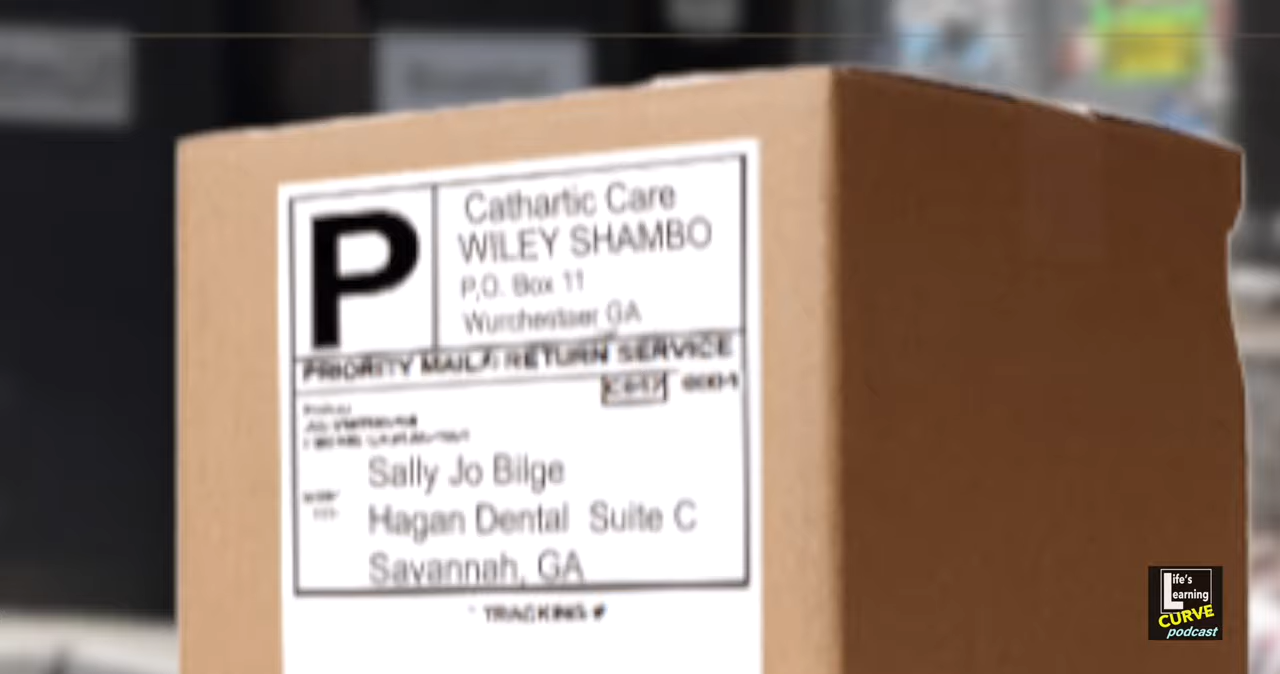 P
Cathartic Care
WILEY SHAMBO
P.O. Box 11
Wurchestaer GA
PRIORITY MAIL RETURN SERVICE
Sally Jo Bilge
Hagan Dental Suite C
Savannah, GA
TRACKING #
Life's
Learning
CURVE
podcast